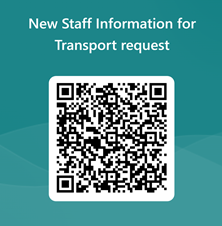 New Staff Information for
Transport request